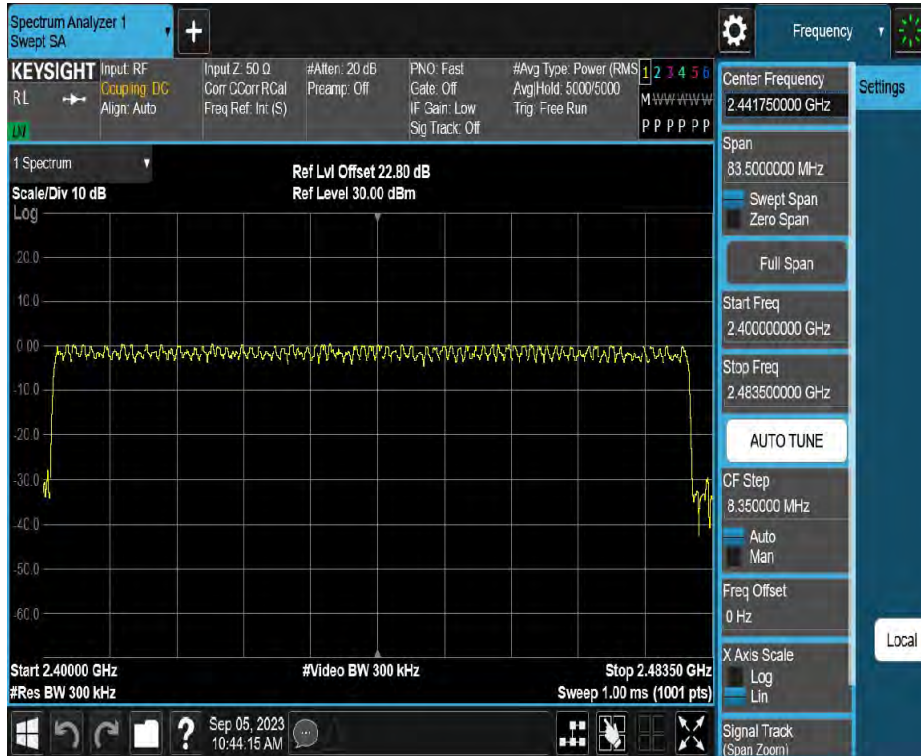 Spectrum Analyzer 1
Swept SA
+
Frequency
KEYSIGHT
RL
LXI
Input: RF
Coupling: DC
Align: Auto
Input Z: 50 Ω
Corr CCorr RCal
Freq Ref: Int (S)
#Atten: 20 dB
Preamp: Off
PNO: Fast
Gate: Off
IF Gain: Low
Sig Track: Off
#Avg Type: Power (RMS
Avg|Hold: 5000/5000
Trig: Free Run
1 2 3 4 5 6
M W W W W W
P P P P P P
1 Spectrum
Scale/Div 10 dB
Log
Ref Lvl Offset 22.80 dB
Ref Level 30.00 dBm
20.0
10.0
0.00
-10.0
-20.0
-30.0
-40.0
-50.0
-60.0
Start 2.40000 GHz
#Res BW 300 kHz
#Video BW 300 kHz
Stop 2.48350 GHz
Sweep 1.00 ms (1001 pts)
?
Sep 05, 2023
10:44:15 AM
Center Frequency
2.441750000 GHz
Settings
Span
83.5000000 MHz
Swept Span
Zero Span
Full Span
Start Freq
2.400000000 GHz
Stop Freq
2.483500000 GHz
AUTO TUNE
CF Step
8.350000 MHz
Auto
Man
Freq Offset
0 Hz
X Axis Scale
Log
Lin
Local
Signal Track
(Span Zoom)